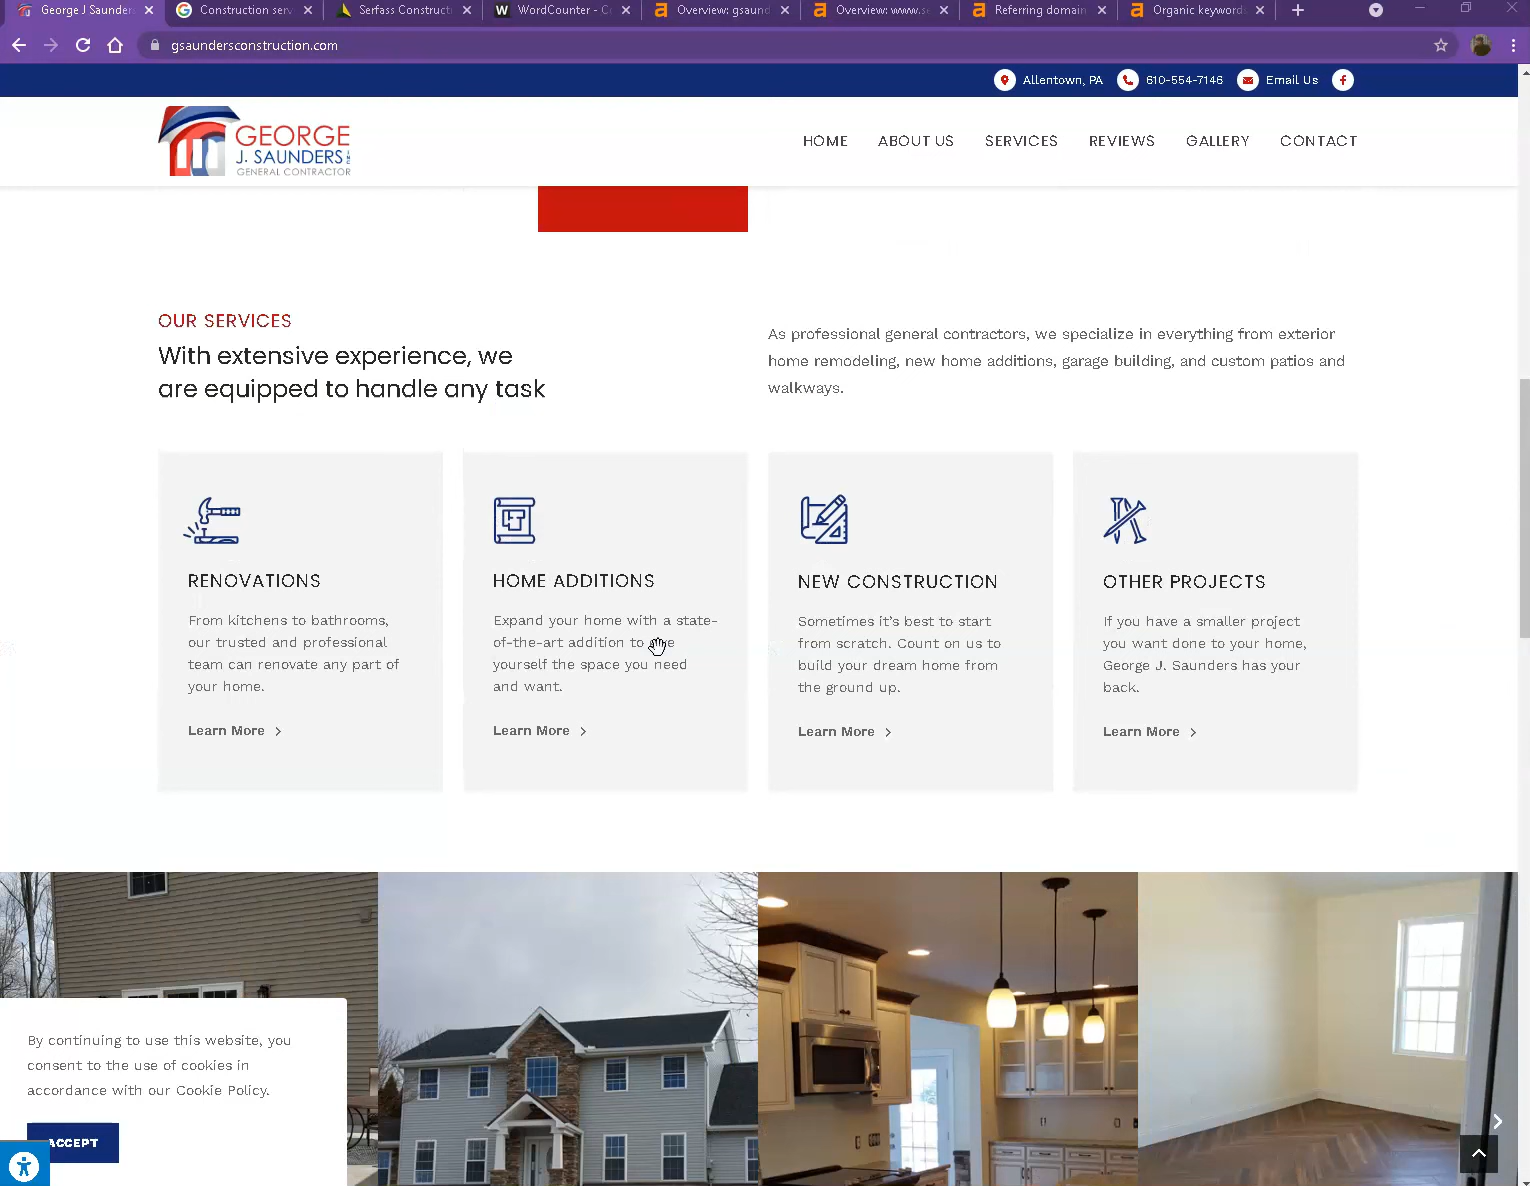 George J Saunders
Construction serv
Serfass Constructi
WordCounter - C
Overview: gsaund
Overview: www.s
Referring domain
Organic keyword
gsaundersconstruction.com
Allentown, PA
610-554-7146
Email Us
GEORGE
J. SAUNDERS INC
GENERAL CONTRACTOR
HOME
ABOUT US
SERVICES
REVIEWS
GALLERY
CONTACT
OUR SERVICES
With extensive experience, we
are equipped to handle any task
As professional general contractors, we specialize in everything from exterior
home remodeling, new home additions, garage building, and custom patios and
walkways.
RENOVATIONS
From kitchens to bathrooms,
our trusted and professional
team can renovate any part of
your home.
Learn More
HOME ADDITIONS
Expand your home with a state-
of-the-art addition to
yourself the space you need
and want.
Learn More
NEW CONSTRUCTION
Sometimes it's best to start
from scratch. Count on us to
build your dream home from
the ground up.
Learn More
OTHER PROJECTS
If you have a smaller project
you want done to your home,
George J. Saunders has your
back.
Learn More
By continuing to use this website, you
consent to the use of cookies in
accordance with our Cookie Policy.
ACCEPT